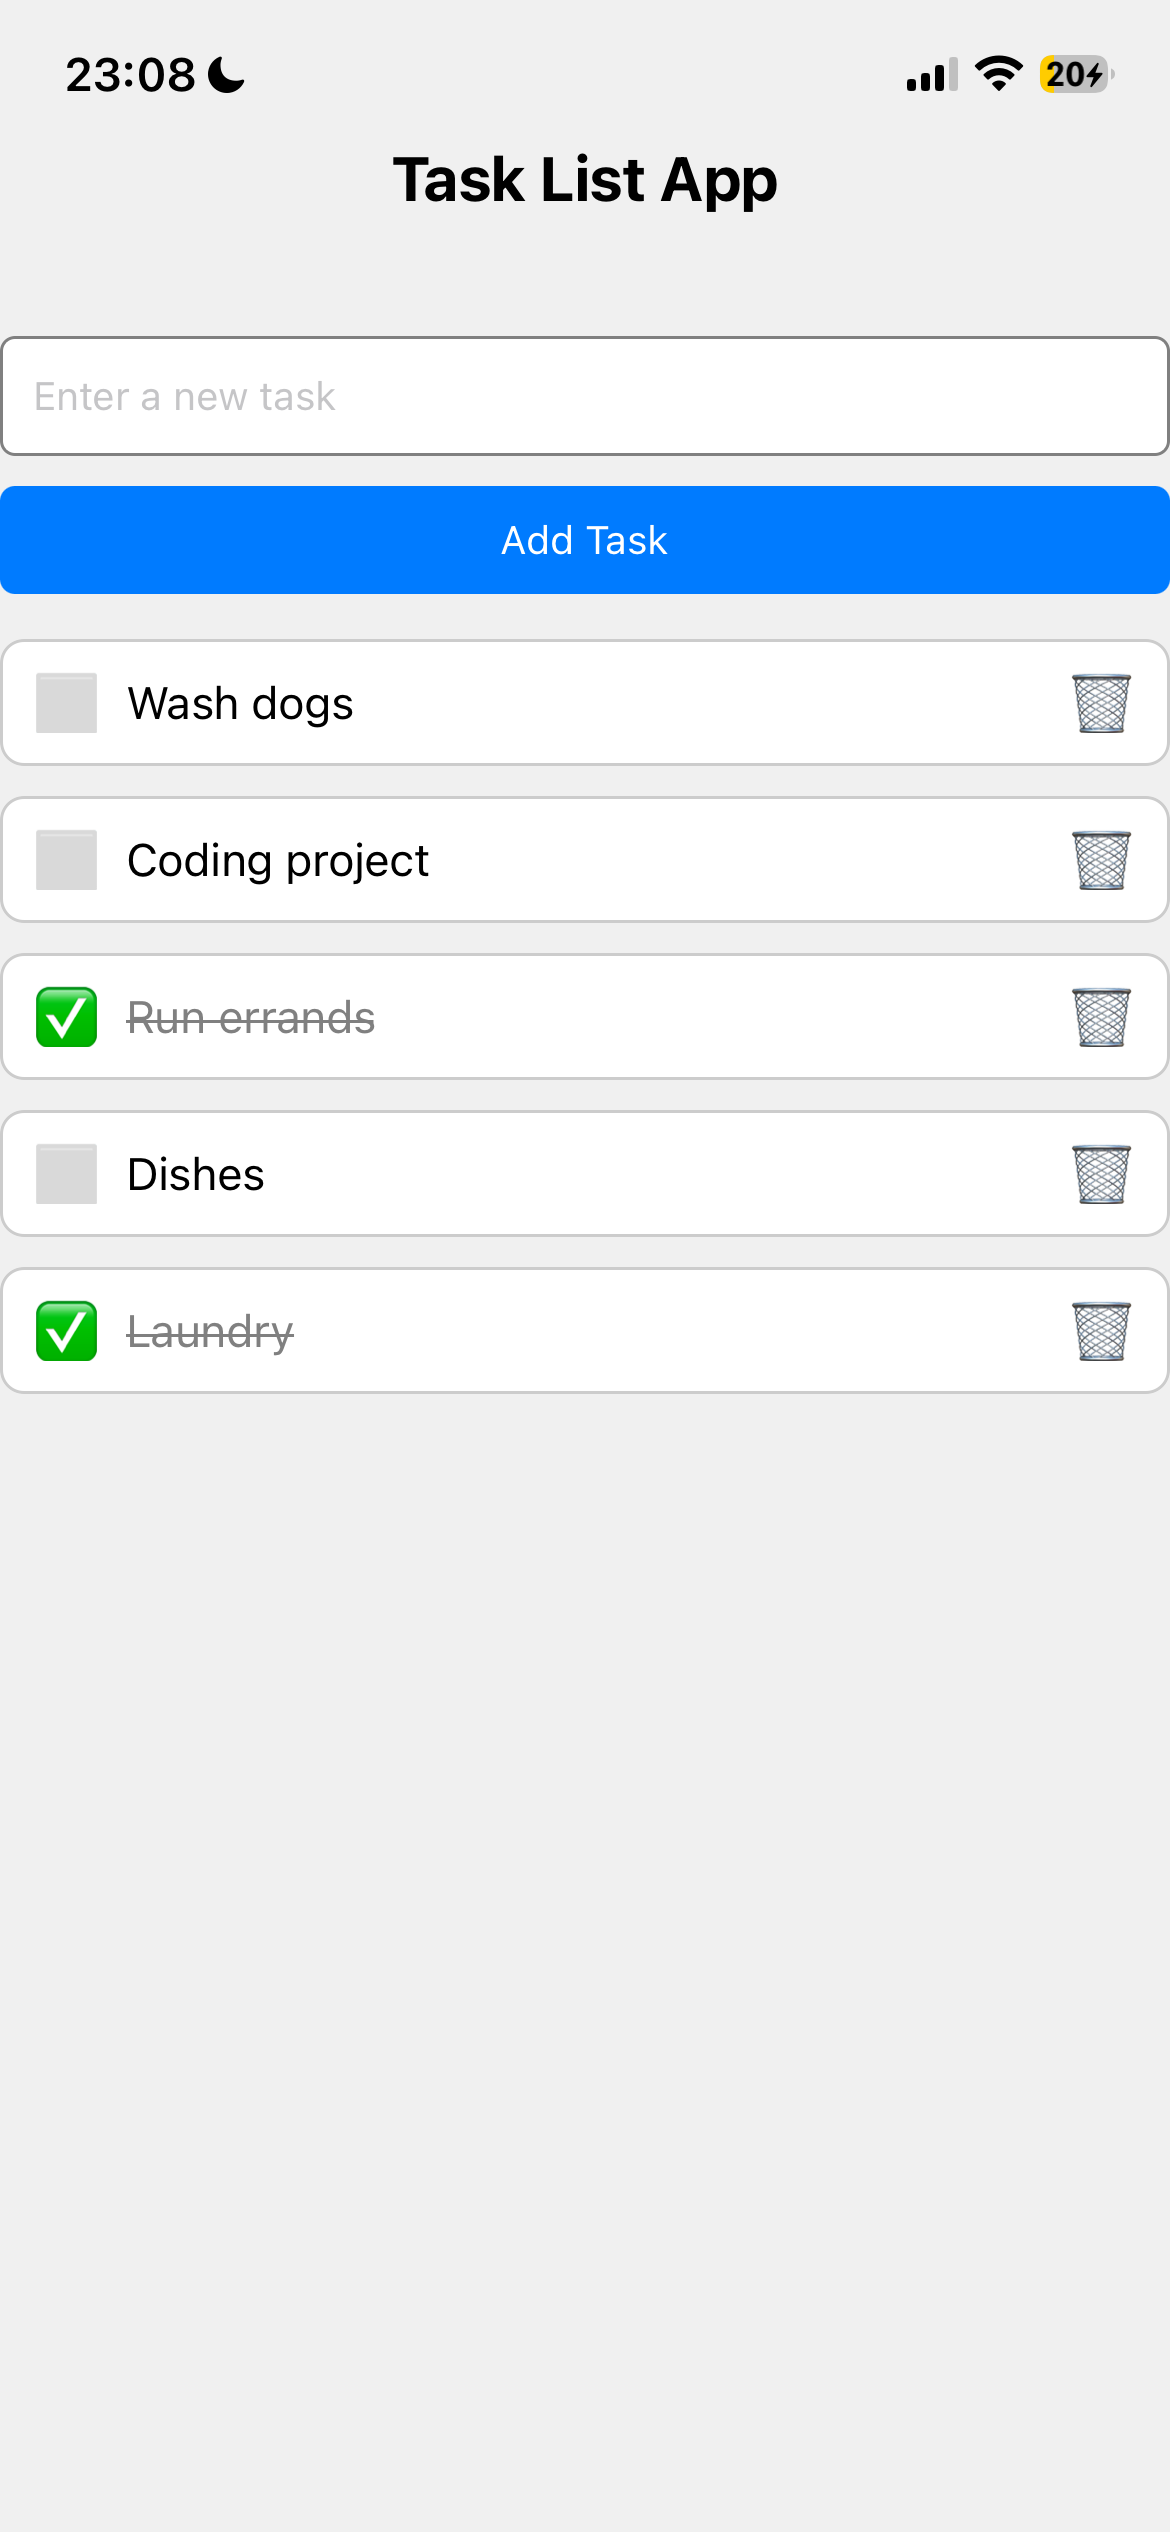 23:08
20
Task List App
Enter a new task
Add Task
Wash dogs
Coding project
Run errands
Dishes
Laundry